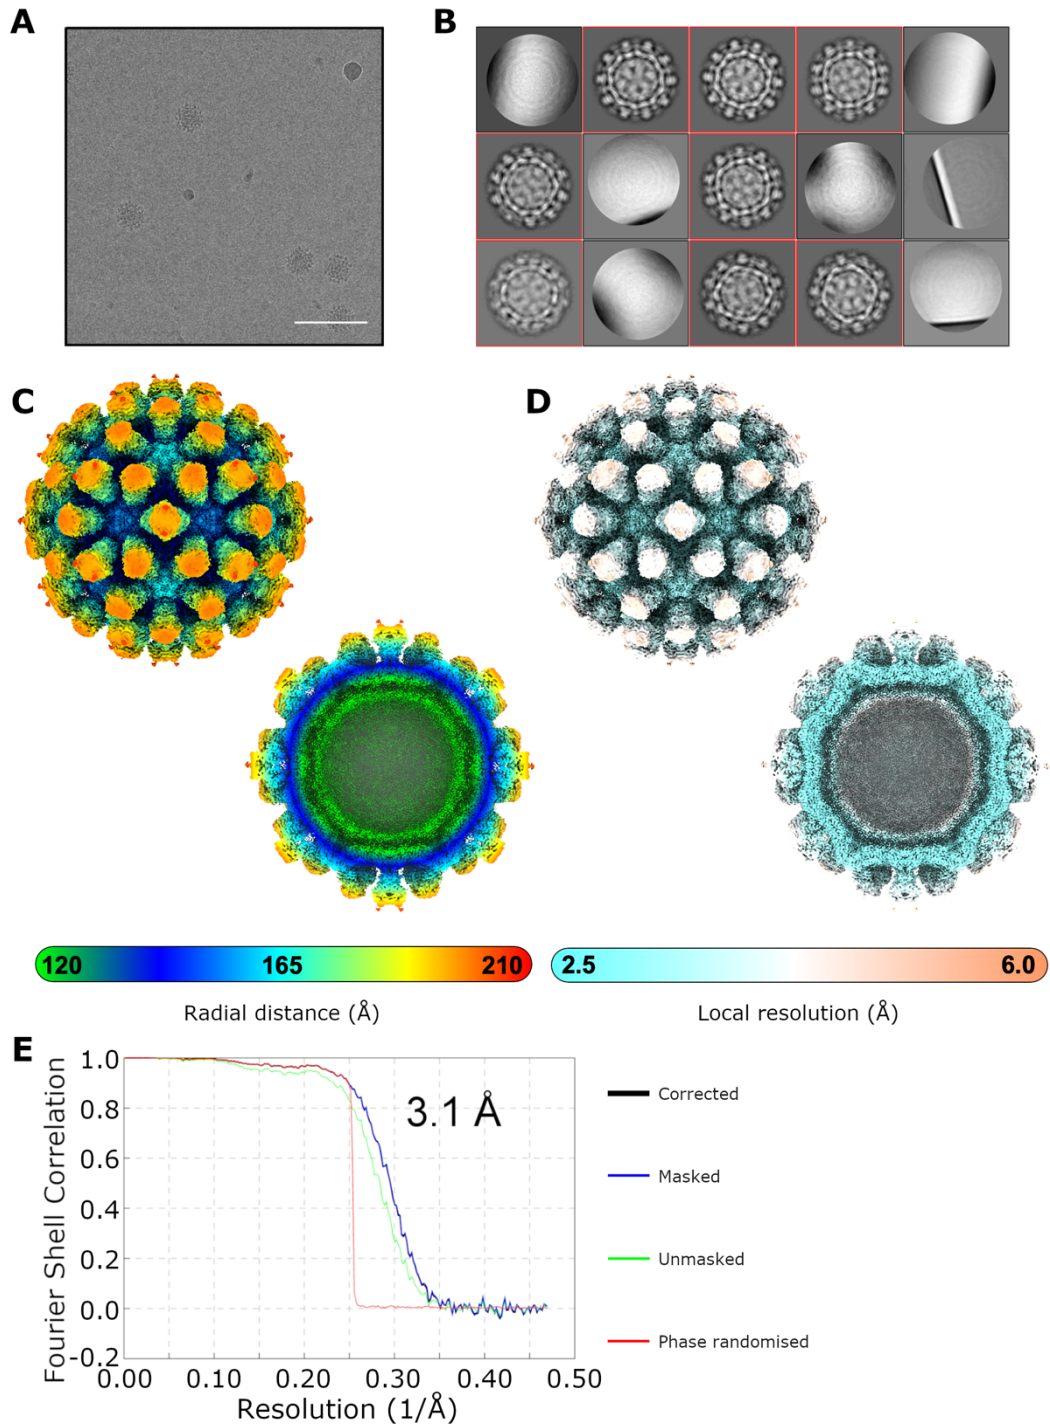 A
B
C
D
120 165 210
Radial distance (Å)
2.5 6.0
Local resolution (Å)
E
Fourier Shell Correlation
1.0
0.8
0.6
0.4
0.2
0.0
-0.2
3.1 Å
0.00 0.10 0.20 0.30 0.40 0.50
Resolution (1/Å)
Corrected
Masked
Unmasked
Phase randomised